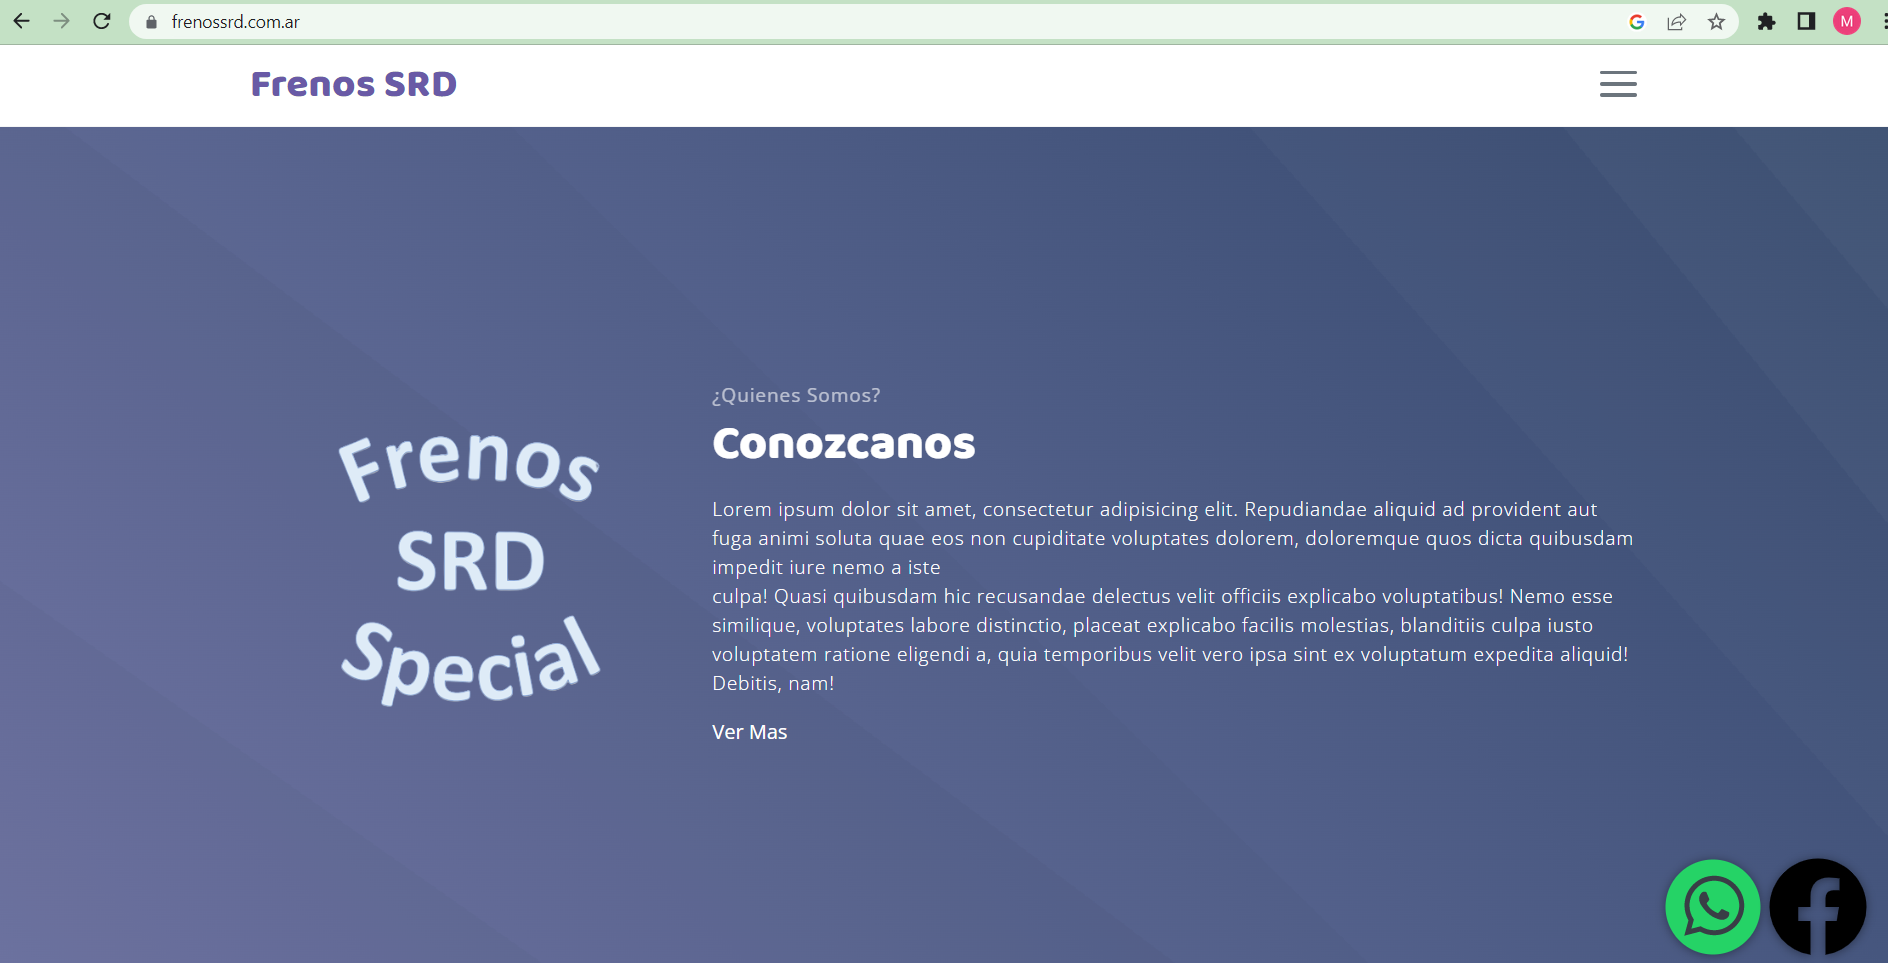 frenossrd.com.ar
M
Frenos SRD
¿Quienes Somos?
Conozcanos
Frenos
SRD
Special
Lorem ipsum dolor sit amet, consectetur adipisicing elit. Repudiandae aliquid ad provident aut
fuga animi soluta quae eos non cupiditate voluptates dolorem, doloremque quos dicta quibusdam
impedit iure nemo a iste
culpa! Quasi quibusdam hic recusandae delectus velit officiis explicabo voluptatibus! Nemo esse
similique, voluptates labore distinctio, placeat explicabo facilis molestias, blanditiis culpa iusto
voluptatem ratione eligendi a, quia temporibus velit vero ipsa sint ex voluptatum expedita aliquid!
Debitis, nam!
Ver Mas